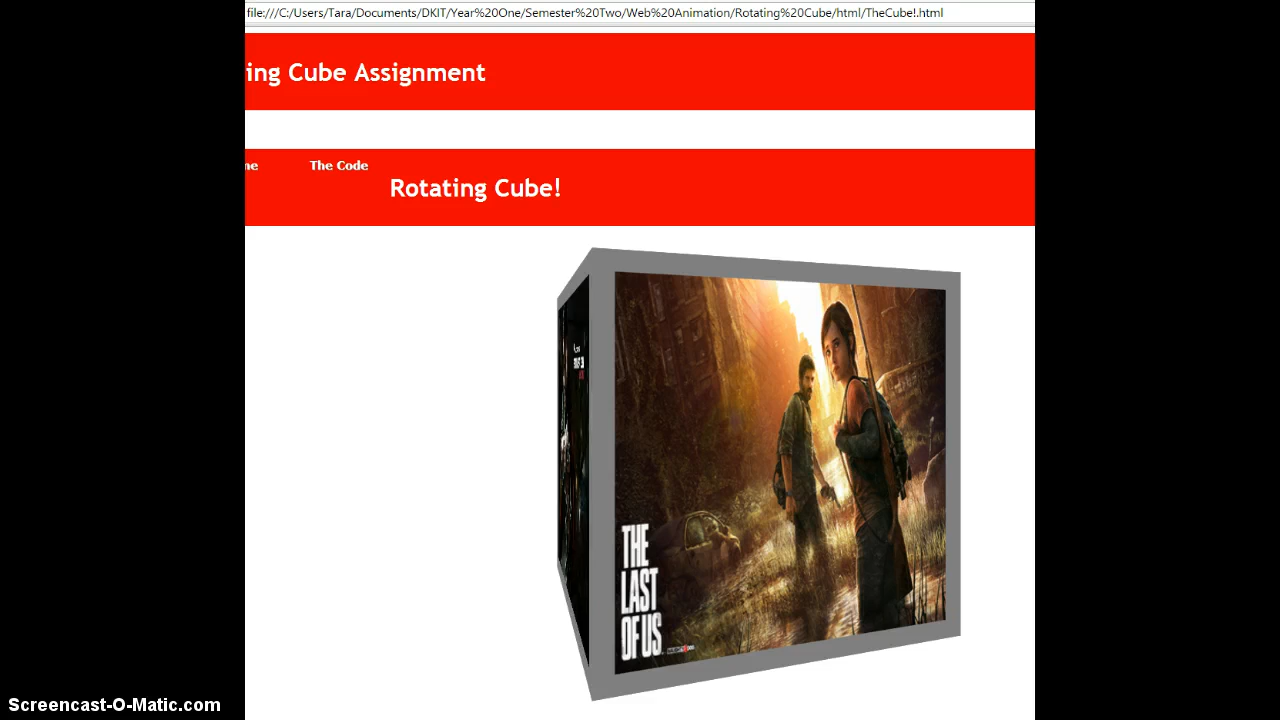 file:///C:/Users/Tara/Documents/DKIT/Year%20One/Semester%20Two/Web%20Animation/Rotating%20Cube/html/TheCube!.html
ing Cube Assignment
ne The Code
Rotating Cube!
THE
LAST
OF US
Screencast-O-Matic.com